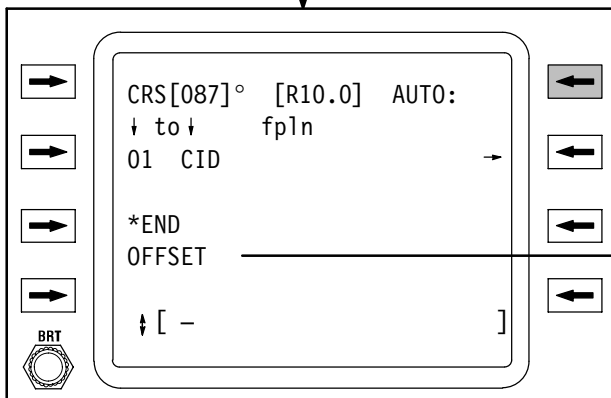 CRS[087]° [R10.0] AUTO:
↓ to↓ fpln
01 CID →
*END
OFFSET
↕[ – ]
BRT